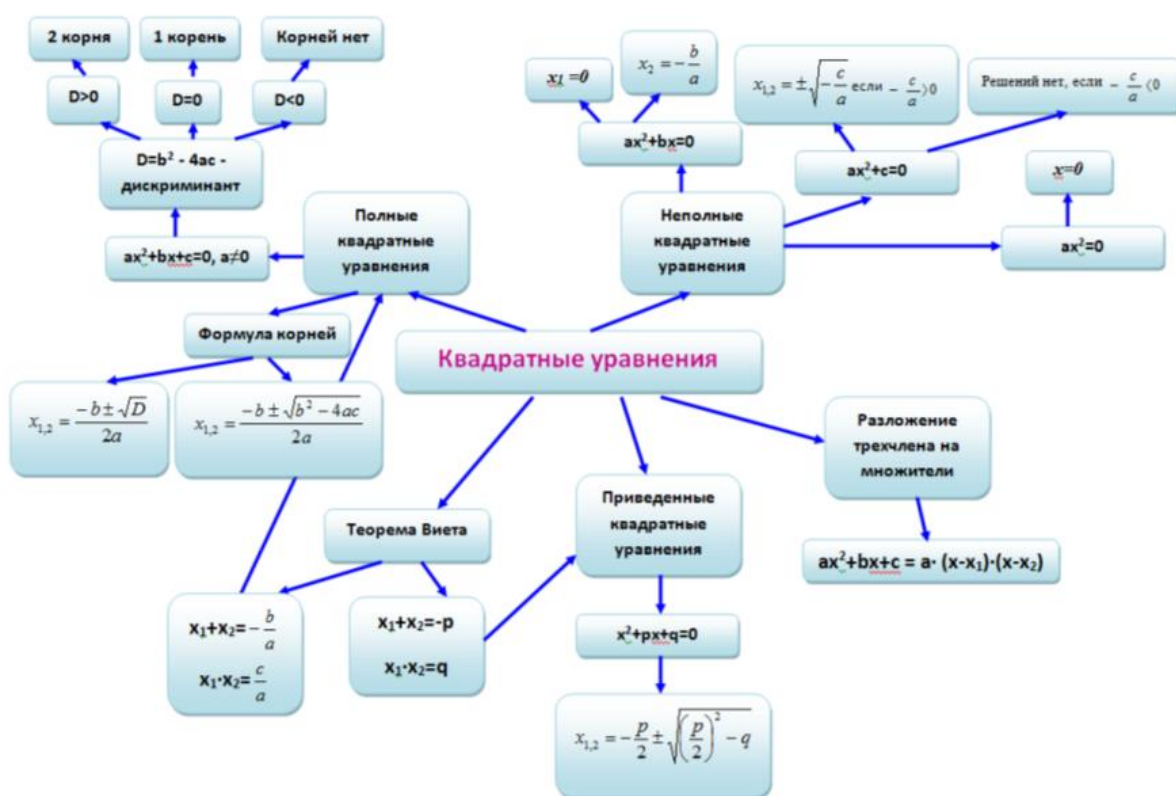 2 корня
1 корень
Корней нет
D>0
D=0
D<0
D=b² - 4ac -
дискриминант
ax²+bx+c=0, a≠0
Полные
квадратные
уравнения
Формула корней
x₁,₂ = (-b ± √D)/(2a)
x₁,₂ = (-b ± √(b² - 4ac))/(2a)
x₁ =0
x₂ = -b/a
x₁,₂ = ±√(-c/a) если - c/a 〉0
Решений нет, если - c/a 〈0
ax²+bx=0
ax²+c=0
x=0
ax²=0
Неполные
квадратные
уравнения
Квадратные уравнения
Теорема Виета
x₁+x₂=-b/a
x₁·x₂=c/a
x₁+x₂=-p
x₁·x₂=q
Приведенные
квадратные
уравнения
x²+px+q=0
x₁,₂ = -p/2 ± √((p/2)² - q)
Разложение
трехчлена на
множители
ax²+bx+c = a· (x-x₁)·(x-x₂)